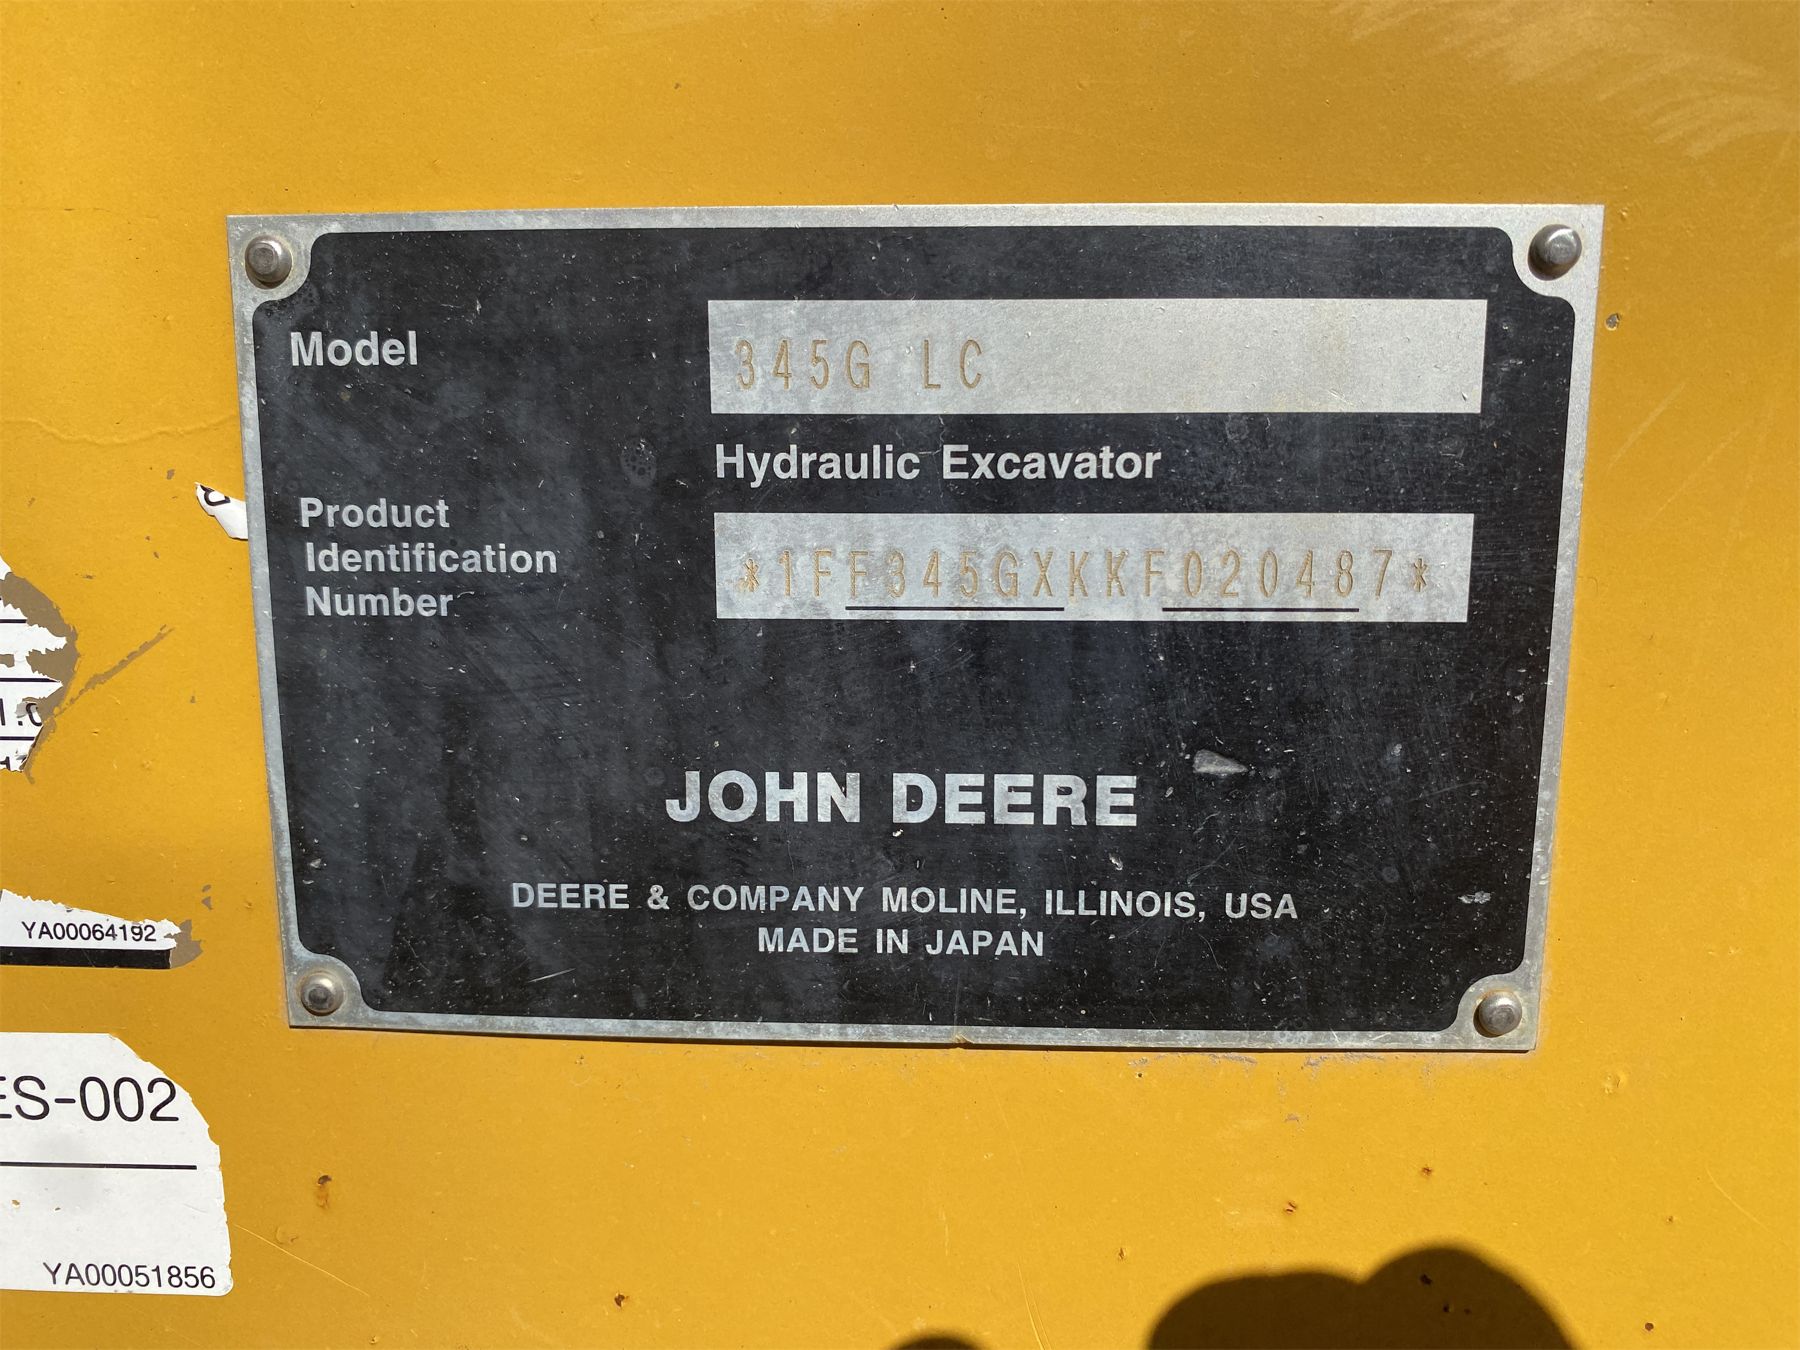 Model
345G LC
Hydraulic Excavator
Product
Identification
Number
*1FF345GXKKF020487*
JOHN DEERE
DEERE & COMPANY MOLINE, ILLINOIS, USA
MADE IN JAPAN
YA00064192
ES-002
YA00051856